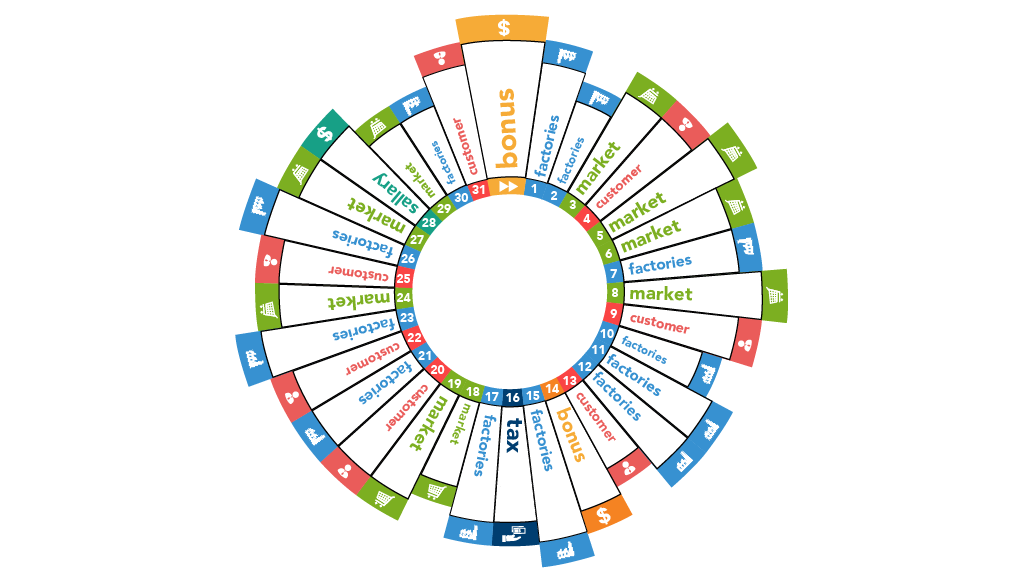 $
bonus
1
factories
2
factories
3
market
4
customer
5
market
6
market
7
factories
8
market
9
customer
10
factories
11
factories
12
factories
13
customer
14
bonus
$
15
factories
16
tax
17
factories
18
market
19
market
20
customer
21
factories
22
customer
23
factories
24
market
25
customer
26
factories
27
market
28
sallary
$
29
market
30
factories
31
customer